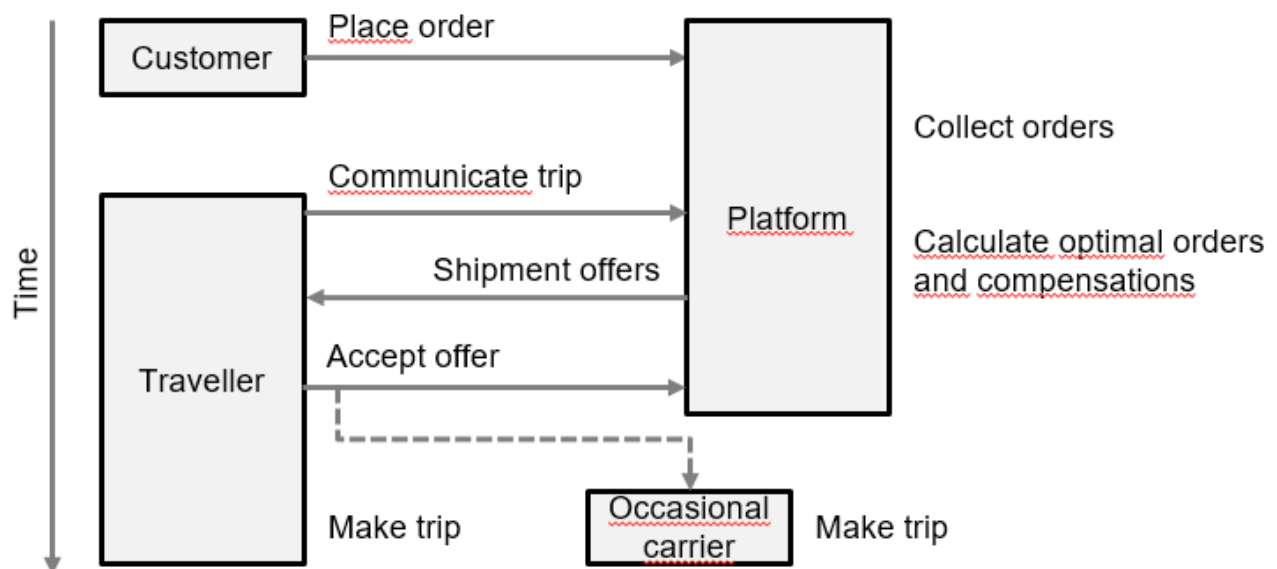 Place order
Customer
Collect orders
Communicate trip
Platform
Calculate optimal orders
and compensations
Shipment offers
Time
Accept offer
Traveller
Occasional
carrier
Make trip
Make trip